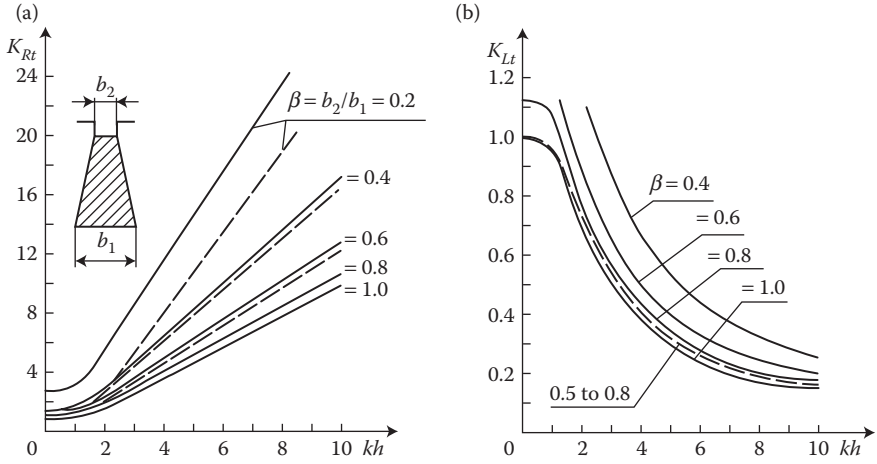 (a)
K_Rt
24
20
16
12
8
4
0
2
4
6
8
10
kh
b_2
b_1
β = b_2/b_1 = 0.2
= 0.4
= 0.6
= 0.8
= 1.0
(b)
K_Lt
1.2
1.0
0.8
0.6
0.4
0.2
0
2
4
6
8
10
kh
β = 0.4
= 0.6
= 0.8
= 1.0
0.5 to 0.8